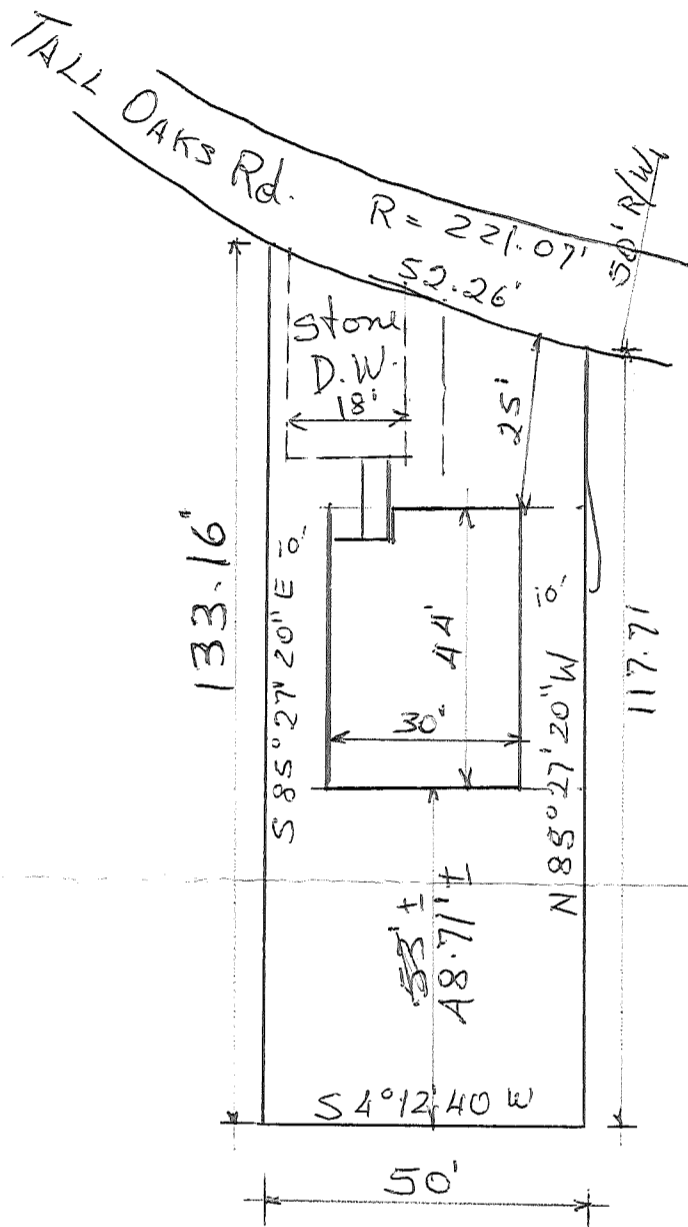 TALL OAKS Rd.
R = 221.07'
52.26'
50' R/W
stone
D.W.
18'
25'
133.16'
S 85° 27' 20" E
10'
10'
44'
30'
N 85° 27' 20" W
117.71
53' ±
48.71' ±
S 4° 12' 40 W
50'